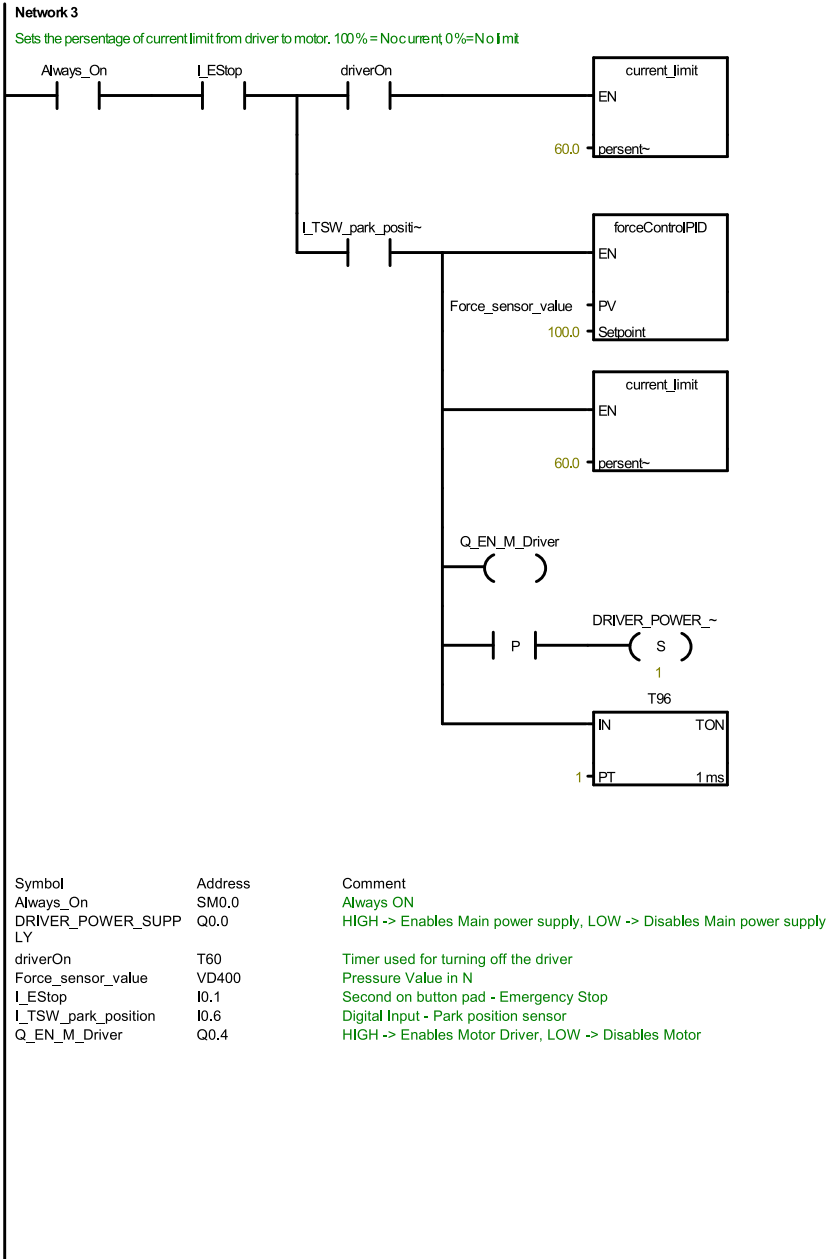 Network 3
Sets the persentage of current limit from driver to motor. 100% = No current, 0%=No limit
Always_On
I_EStop
driverOn
current_limit
EN
60.0
persent~
I_TSW_park_positi~
forceControlPID
EN
Force_sensor_value
PV
100.0
Setpoint
current_limit
EN
60.0
persent~
Q_EN_M_Driver
P
DRIVER_POWER_~
S
1
T96
IN TON
1
PT 1 ms
Symbol Address Comment
Always_On SM0.0 Always ON
DRIVER_POWER_SUPP Q0.0 HIGH -> Enables Main power supply, LOW -> Disables Main power supply
LY
driverOn T60 Timer used for turning off the driver
Force_sensor_value VD400 Pressure Value in N
I_EStop I0.1 Second on button pad - Emergency Stop
I_TSW_park_position I0.6 Digital Input - Park position sensor
Q_EN_M_Driver Q0.4 HIGH -> Enables Motor Driver, LOW -> Disables Motor